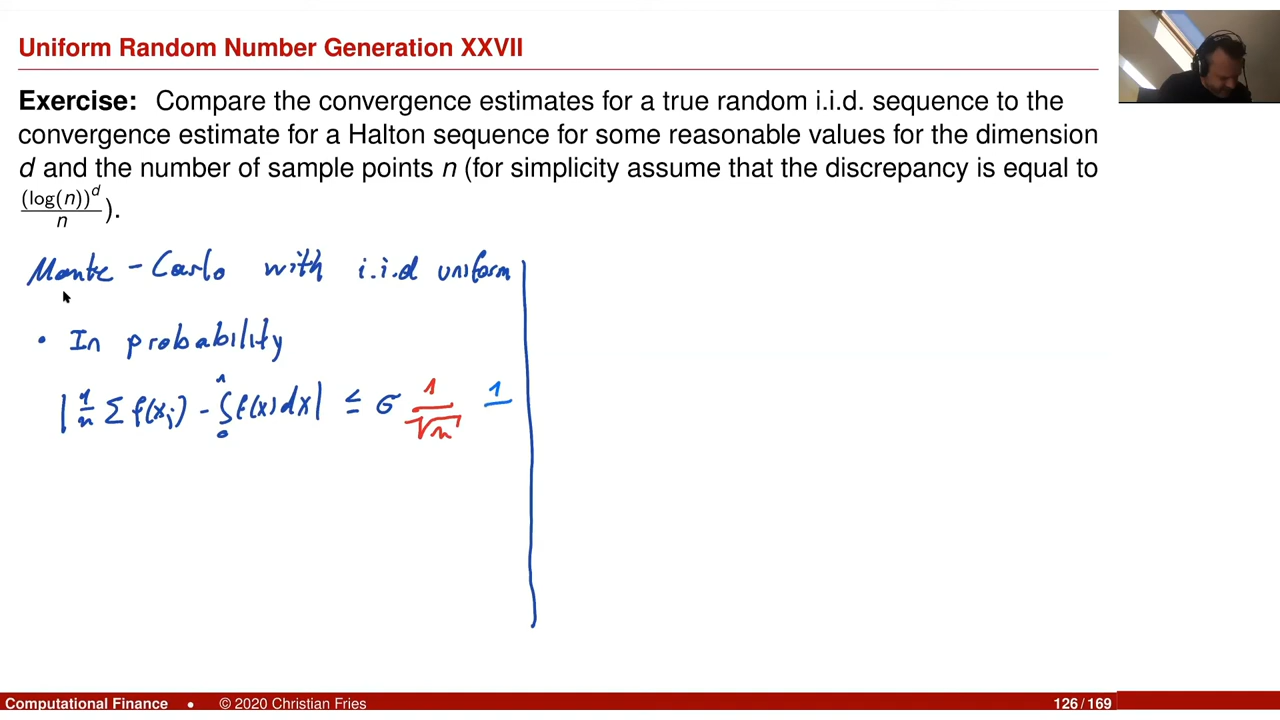 Uniform Random Number Generation XXVII
Exercise: Compare the convergence estimates for a true random i.i.d. sequence to the
convergence estimate for a Halton sequence for some reasonable values for the dimension
d and the number of sample points n (for simplicity assume that the discrepancy is equal to
(log(n))^d / n).
Monte - Carlo with i.i.d uniform
• In probability
| 1/n Σ f(x_i) - ∫_0^1 f(x) dx | ≤ σ 1/√n 1/
Computational Finance • © 2020 Christian Fries 126 / 169